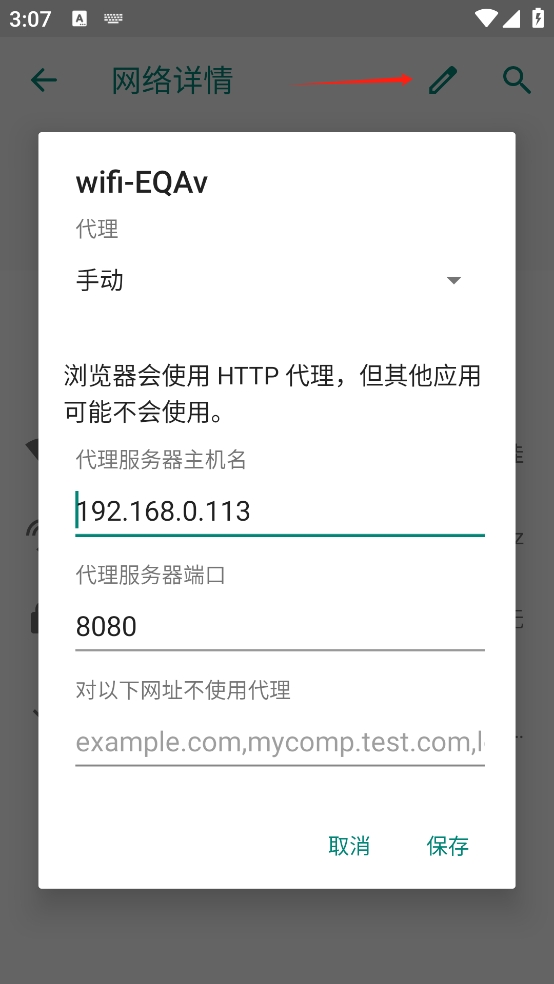 3:07
A
网络详情
wifi-EQAv
代理
手动
浏览器会使用 HTTP 代理，但其他应用
可能不会使用。
代理服务器主机名
192.168.0.113
z
代理服务器端口
8080
无
对以下网址不使用代理
example.com,mycomp.test.com,l
...
取消
保存